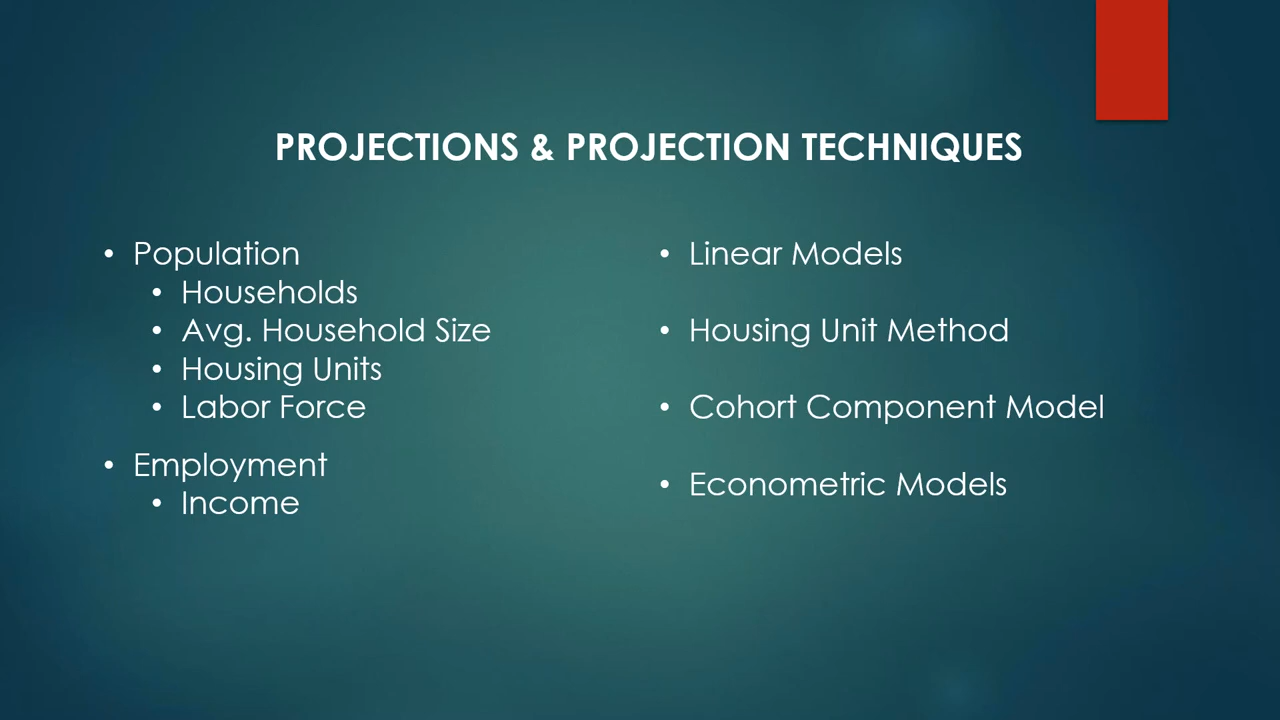 PROJECTIONS & PROJECTION TECHNIQUES
• Population
• Households
• Avg. Household Size
• Housing Units
• Labor Force
• Employment
• Income
• Linear Models
• Housing Unit Method
• Cohort Component Model
• Econometric Models